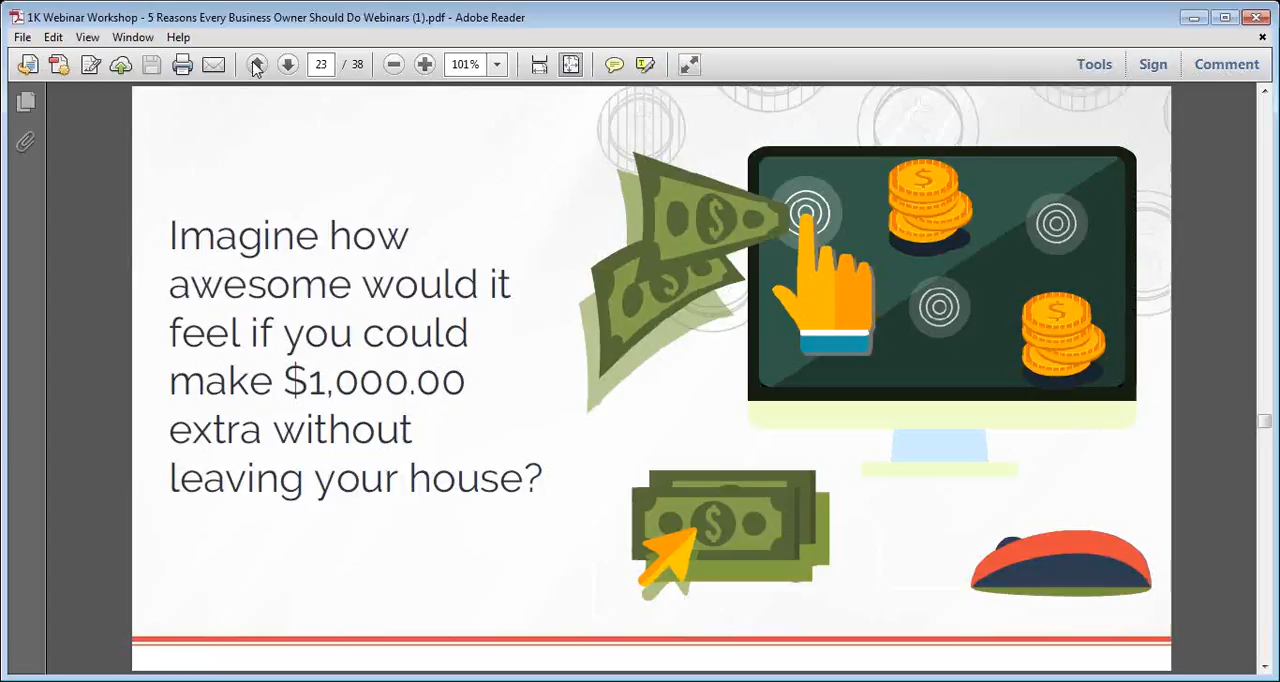 1K Webinar Workshop - 5 Reasons Every Business Owner Should Do Webinars (1).pdf - Adobe Reader
File Edit View Window Help
23 / 38 101% Tools Sign Comment
Imagine how
awesome would it
feel if you could
make $1,000.00
extra without
leaving your house?
$
$
$
$
$